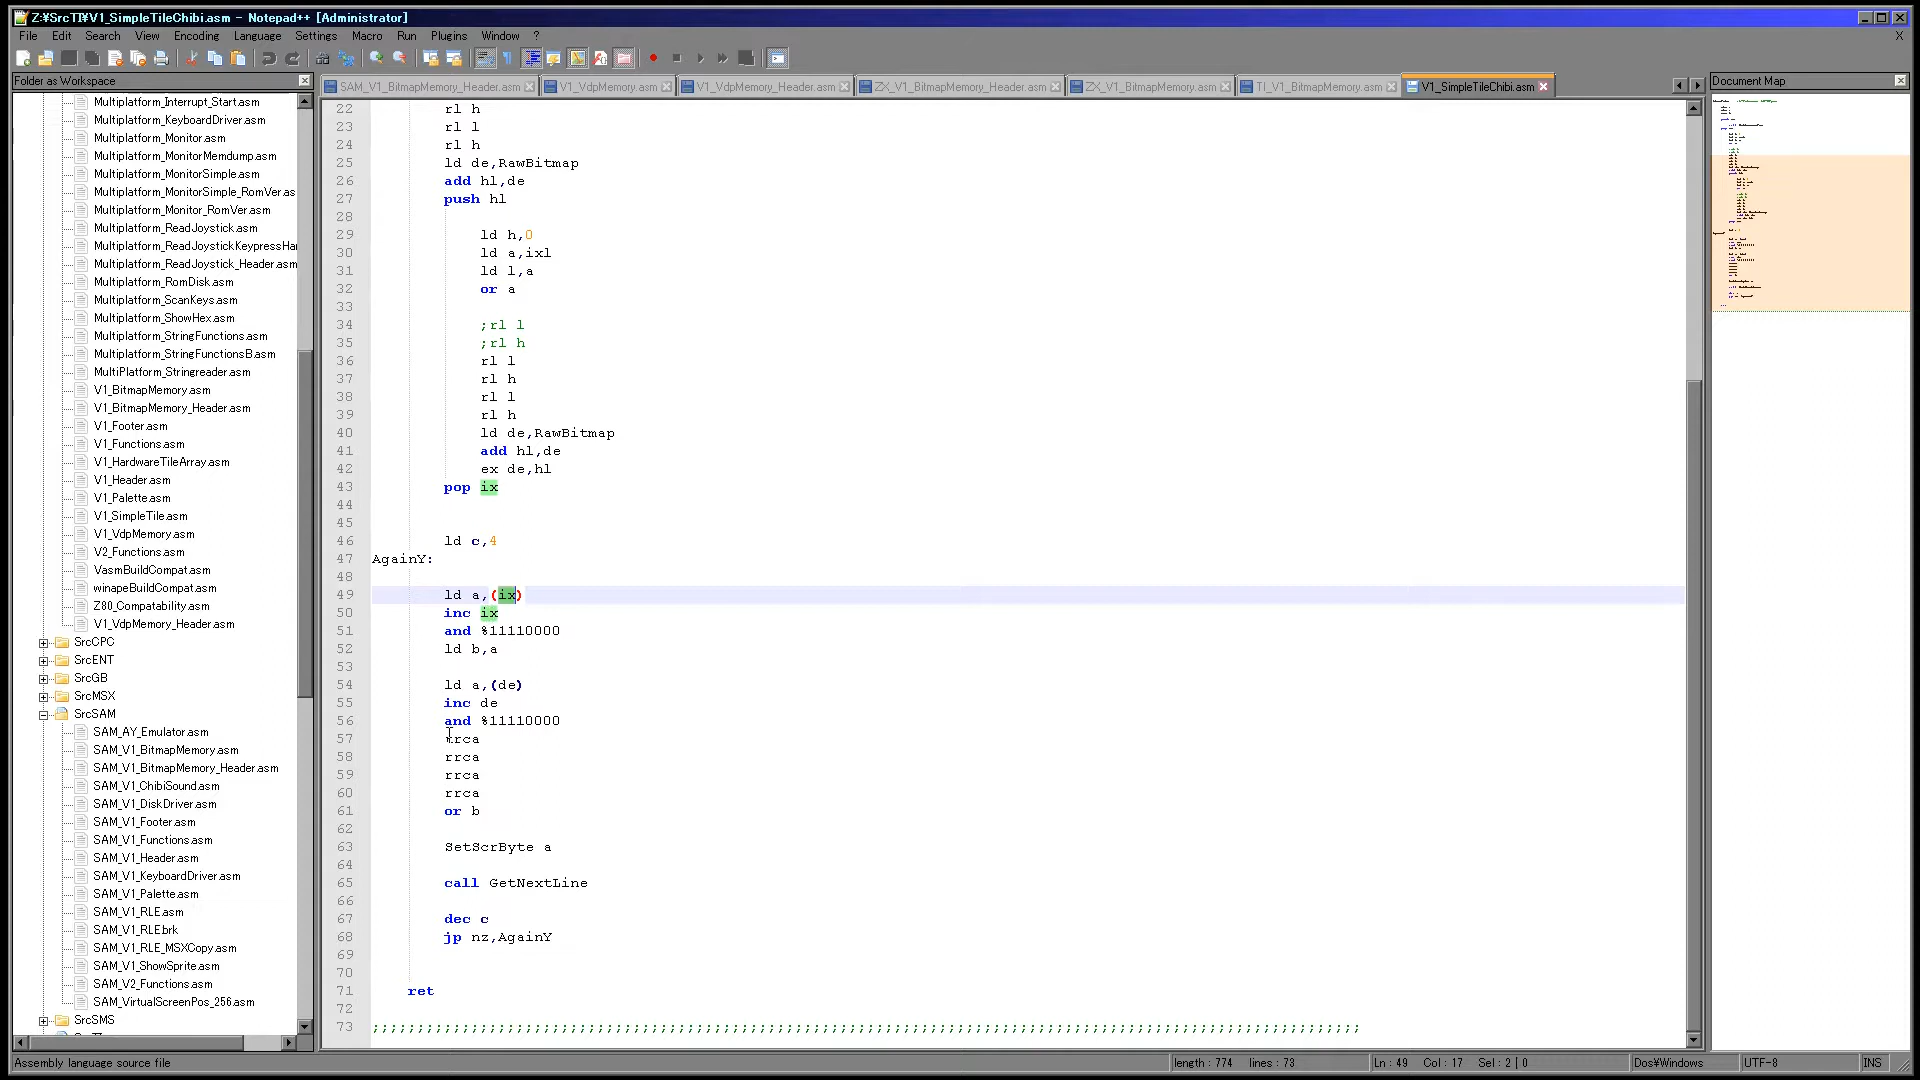 Z:¥SrcTI¥V1_SimpleTileChibi.asm - Notepad++ [Administrator]
File Edit Search View Encoding Language Settings Macro Run Plugins Window ? X
Folder as Workspace
Multiplatform_Interrupt_Start.asm
Multiplatform_KeyboardDriver.asm
Multiplatform_Monitor.asm
Multiplatform_MonitorMemdump.asm
Multiplatform_MonitorSimple.asm
Multiplatform_MonitorSimple_RomVer.as
Multiplatform_Monitor_RomVer.asm
Multiplatform_ReadJoystick.asm
Multiplatform_ReadJoystickKeypressHa
Multiplatform_ReadJoystick_Header.asm
Multiplatform_RomDisk.asm
Multiplatform_ScanKeys.asm
Multiplatform_ShowHex.asm
Multiplatform_StringFunctions.asm
Multiplatform_StringFunctionsB.asm
MultiPlatform_Stringreader.asm
V1_BitmapMemory.asm
V1_BitmapMemory_Header.asm
V1_Footer.asm
V1_Functions.asm
V1_HardwareTileArray.asm
V1_Header.asm
V1_Palette.asm
V1_SimpleTile.asm
V1_VdpMemory.asm
V2_Functions.asm
VasmBuildCompat.asm
winapeBuildCompat.asm
Z80_Compatability.asm
V1_VdpMemory_Header.asm
SrcCPC
SrcENT
SrcGB
SrcMSX
SrcSAM
SAM_AY_Emulator.asm
SAM_V1_BitmapMemory.asm
SAM_V1_BitmapMemory_Header.asm
SAM_V1_ChibiSound.asm
SAM_V1_DiskDriver.asm
SAM_V1_Footer.asm
SAM_V1_Functions.asm
SAM_V1_Header.asm
SAM_V1_KeyboardDriver.asm
SAM_V1_Palette.asm
SAM_V1_RLE.asm
SAM_V1_RLE.brk
SAM_V1_RLE_MSXCopy.asm
SAM_V1_ShowSprite.asm
SAM_V2_Functions.asm
SAM_VirtualScreenPos_256.asm
SrcSMS
SAM_V1_BitmapMemory_Header.asm V1_VdpMemory.asm V1_VdpMemory_Header.asm ZX_V1_BitmapMemory_Header.asm ZX_V1_BitmapMemory.asm TI_V1_BitmapMemory.asm V1_SimpleTileChibi.asm
22 rl h
23 rl l
24 rl h
25 ld de,RawBitmap
26 add hl,de
27 push hl
28
29 ld h,0
30 ld a,ixl
31 ld l,a
32 or a
33
34 ;rl l
35 ;rl h
36 rl l
37 rl h
38 rl l
39 rl h
40 ld de,RawBitmap
41 add hl,de
42 ex de,hl
43 pop ix
44
45
46 ld c,4
47 AgainY:
48
49 ld a,(ix)
50 inc ix
51 and %11110000
52 ld b,a
53
54 ld a,(de)
55 inc de
56 and %11110000
57 rrca
58 rrca
59 rrca
60 rrca
61 or b
62
63 SetScrByte a
64
65 call GetNextLine
66
67 dec c
68 jp nz,AgainY
69
70
71 ret
72
73 ;;;;;;;;;;;;;;;;;;;;;;;;;;;;;;;;;;;;;;;;;;;;;;;;;;;;;;;;;;;;;;;;;;;;;;;;;;;;;;;;;;;;;;;;;;;;;;;;;;;;;;;;;;;;;
Document Map
Assembly language source file length : 774 lines : 73 Ln : 49 Col : 17 Sel : 2 | 0 Dos¥Windows UTF-8 INS